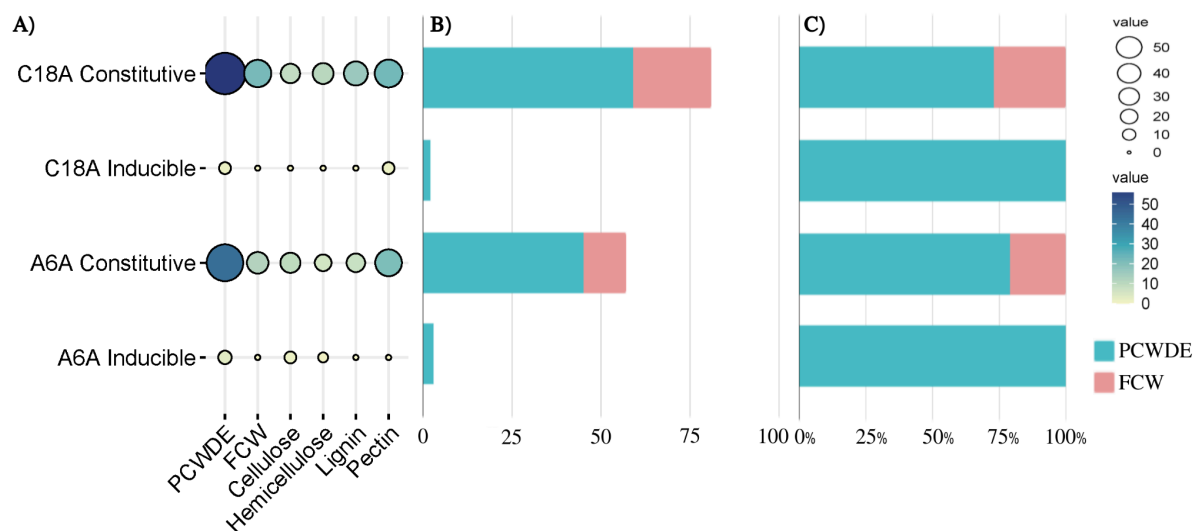 A)
B)
C)
C18A Constitutive
C18A Inducible
A6A Constitutive
A6A Inducible
PCWDE
FCW
Cellulose
Hemicellulose
Lignin
Pectin
0
25
50
75
100
0%
25%
50%
75%
100%
value
50
40
30
20
10
0
value
50
40
30
20
10
0
PCWDE
FCW